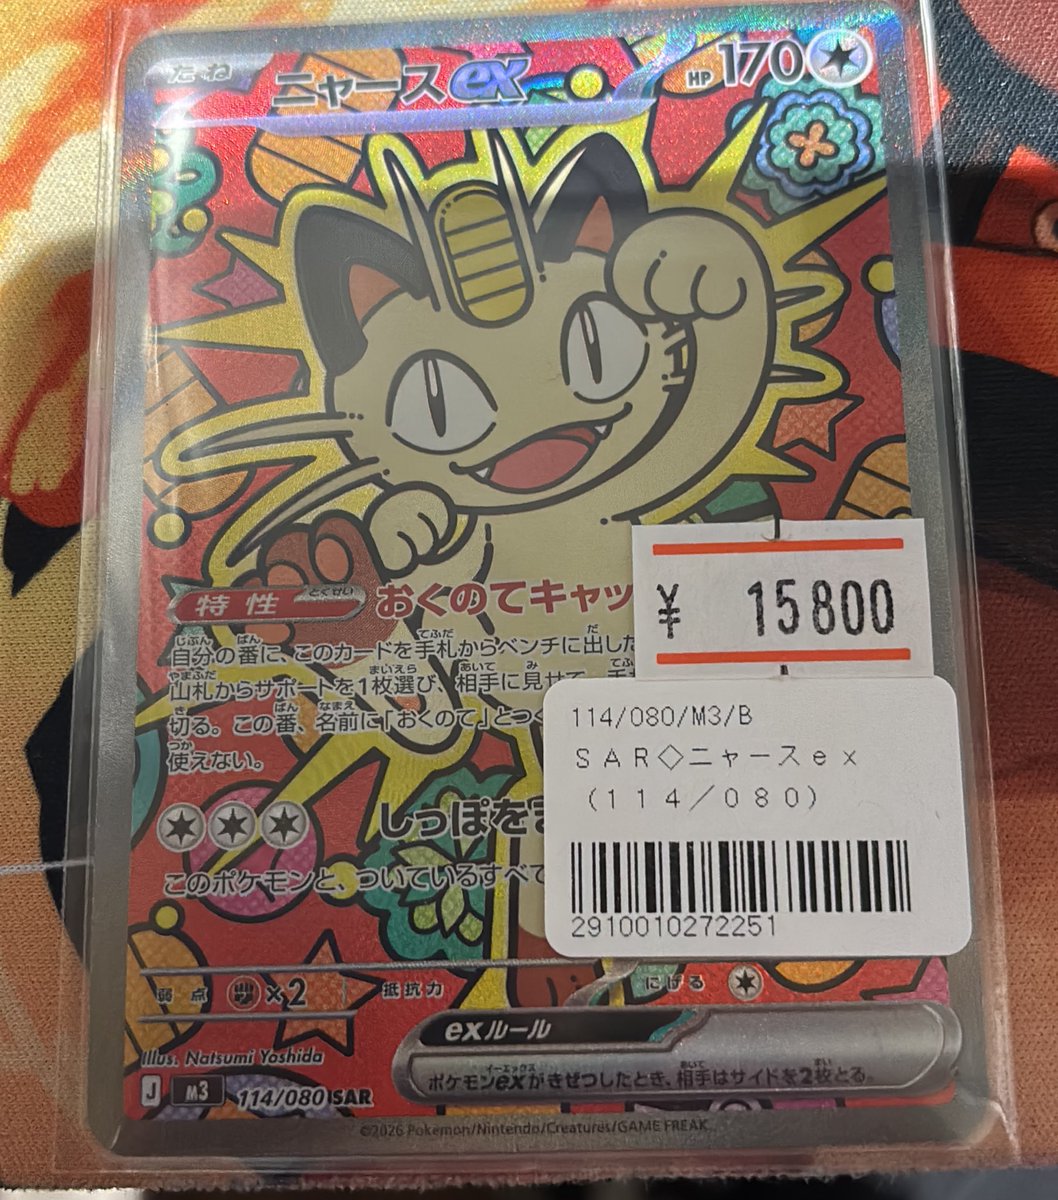 たね ニャースex HP 170
特性 とくせい おくのてキャッ
自分の番に、このカードを手札からベンチに出した
山札からサポートを1枚選び、相手に見せて、手
切る。この番、名前に「おくのて」とつく
使えない。
しっぽをま
このポケモンと、ついているすべて
¥ 15800
114/080/M3/B
SAR◇ニャースex
(114/080)
2910010272251
弱点 ×2 抵抗力 にげる
exルール
ポケモンexがきぜつしたとき、相手はサイドを2枚とる。
Illus. Natsumi Yoshida
J M3 114/080 SAR
©2026 Pokémon/Nintendo/Creatures/GAME FREAK